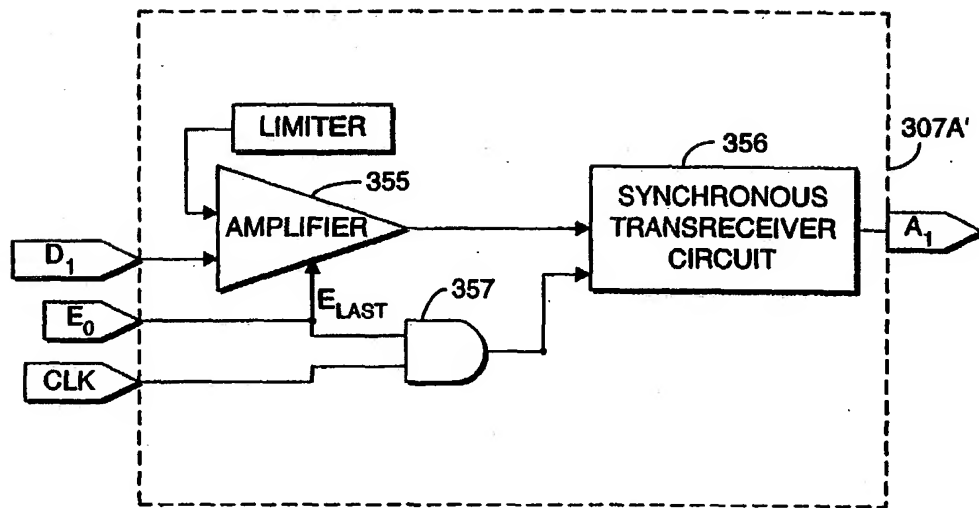 LIMITER
356
307A'
355
SYNCHRONOUS
TRANSRECEIVER
CIRCUIT
AMPLIFIER
A1
D1
357
E0
ELAST
CLK